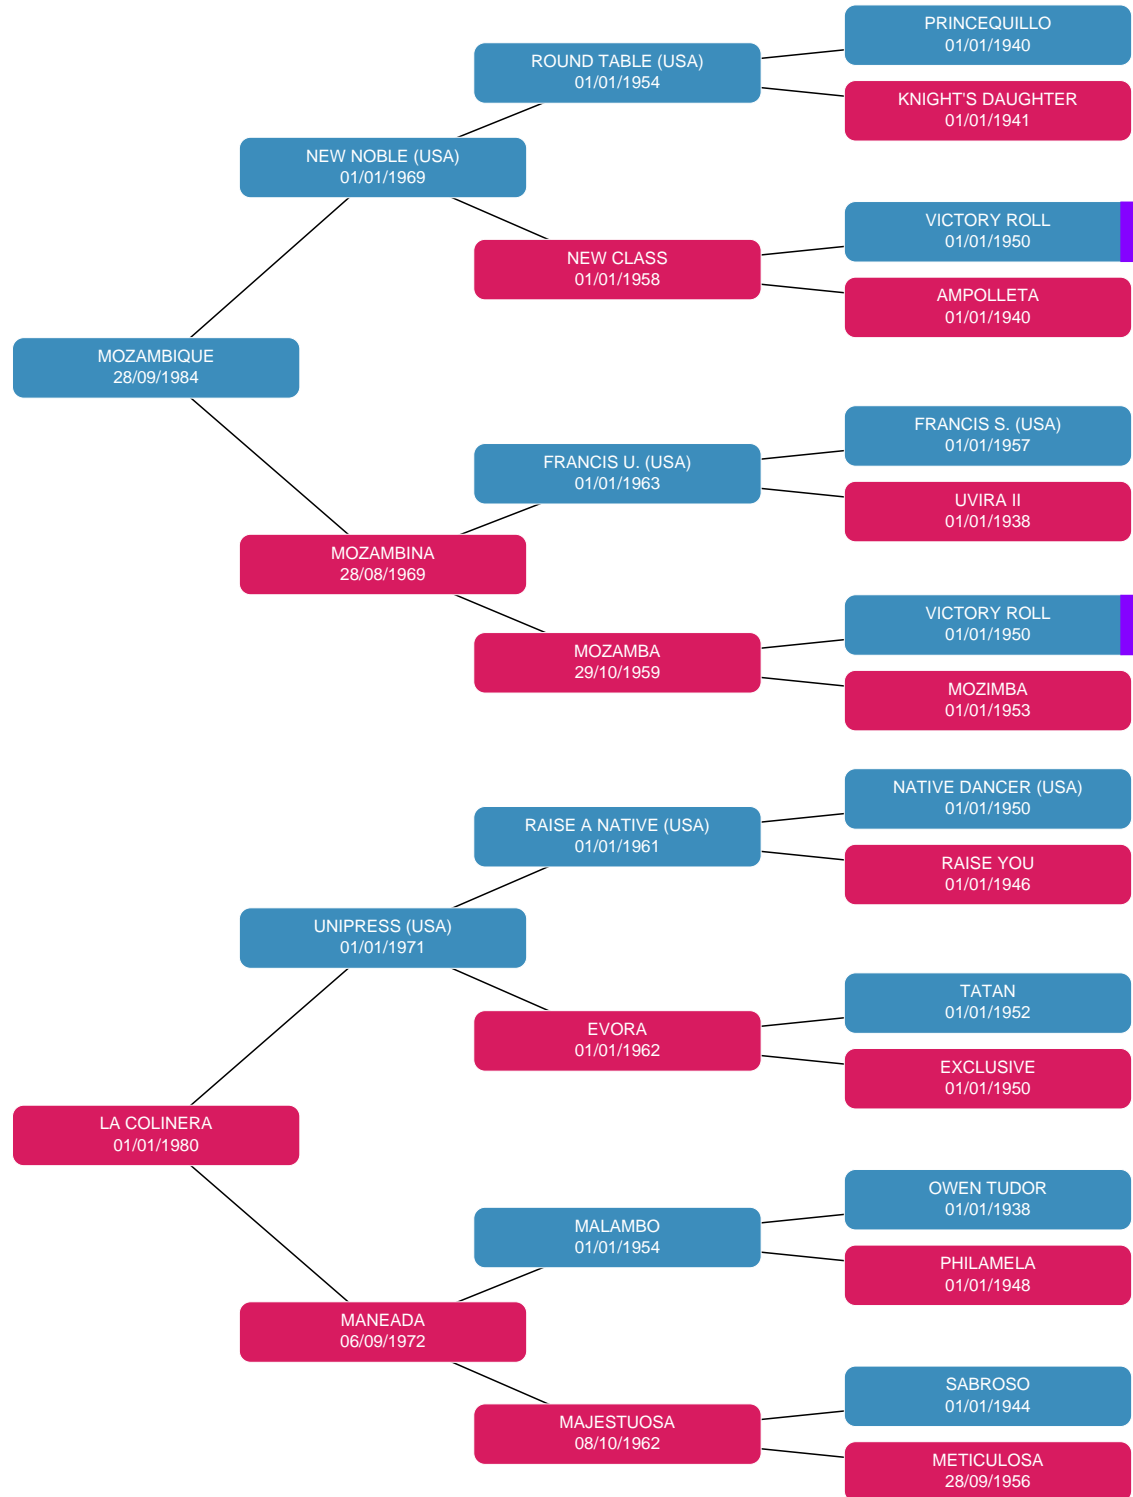 PRINCEQUILLO
01/01/1940
ROUND TABLE (USA)
01/01/1954
KNIGHT'S DAUGHTER
01/01/1941
NEW NOBLE (USA)
01/01/1969
VICTORY ROLL
01/01/1950
NEW CLASS
01/01/1958
AMPOLLETA
01/01/1940
MOZAMBIQUE
28/09/1984
FRANCIS S. (USA)
01/01/1957
FRANCIS U. (USA)
01/01/1963
UVIRA II
01/01/1938
MOZAMBINA
28/08/1969
VICTORY ROLL
01/01/1950
MOZAMBA
29/10/1959
MOZIMBA
01/01/1953
NATIVE DANCER (USA)
01/01/1950
RAISE A NATIVE (USA)
01/01/1961
RAISE YOU
01/01/1946
UNIPRESS (USA)
01/01/1971
TATAN
01/01/1952
EVORA
01/01/1962
EXCLUSIVE
01/01/1950
LA COLINERA
01/01/1980
OWEN TUDOR
01/01/1938
MALAMBO
01/01/1954
PHILAMELA
01/01/1948
MANEADA
06/09/1972
SABROSO
01/01/1944
MAJESTUOSA
08/10/1962
METICULOSA
28/09/1956